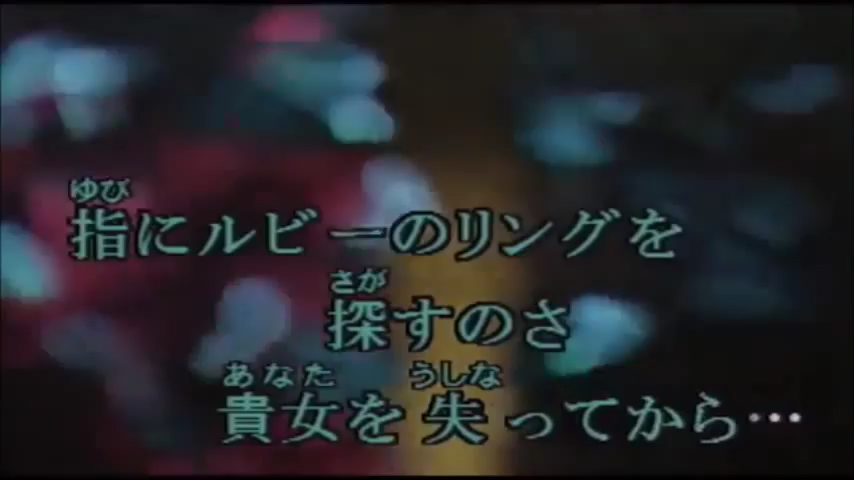 ゆび
指にルビーのリングを
さが
探すのさ
あなた うしな
貴女を失ってから…